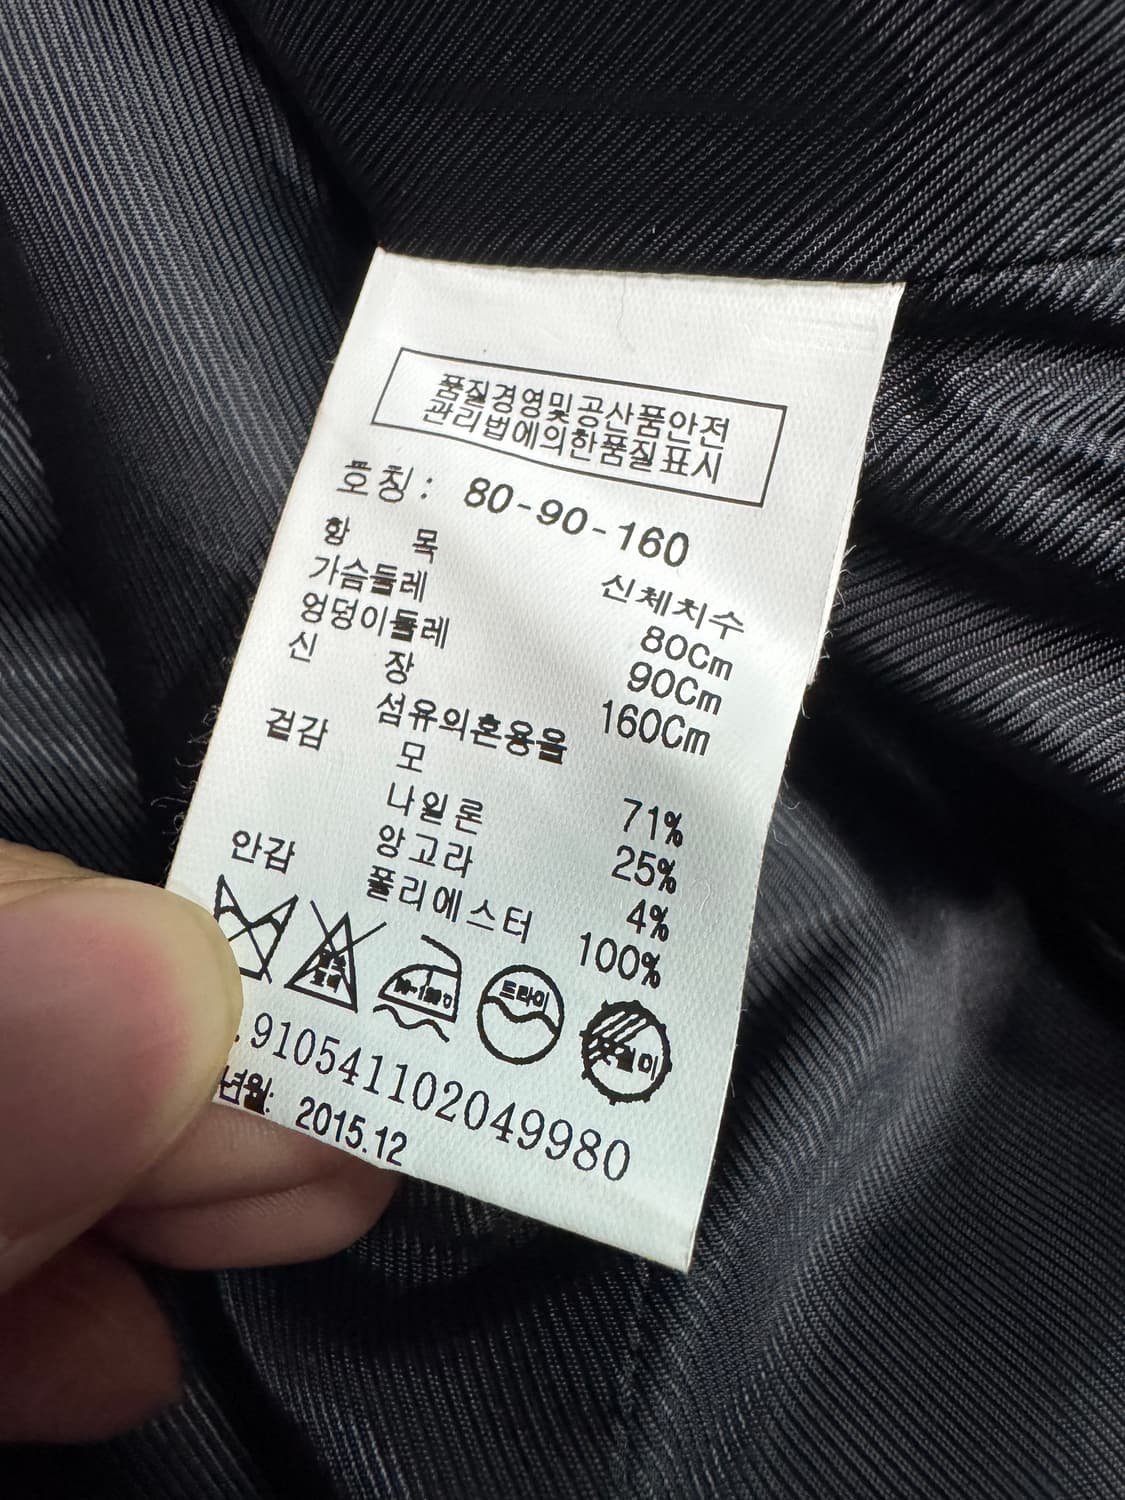 품질경영및공산품안전
관리법에의한품질표시
호칭: 80-90-160
항 목 신체치수
가슴둘레 80Cm
엉덩이둘레 90Cm
신 장 160Cm
섬유의혼용율
겉감 모 71%
나일론 25%
앙고라 4%
안감 폴리에스터 100%
드라이
.910541102049980
년월: 2015.12